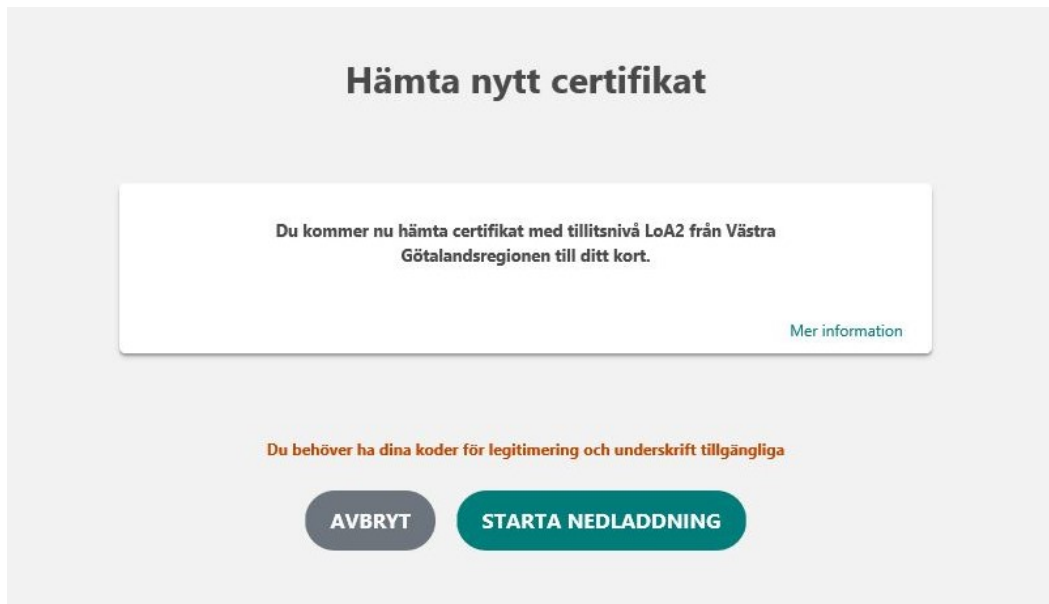 Hämta nytt certifikat
Du kommer nu hämta certifikat med tillitsnivå LoA2 från Västra
Götalandsregionen till ditt kort.
Mer information
Du behöver ha dina koder för legitimering och underskrift tillgängliga
AVBRYT
STARTA NEDLADDNING